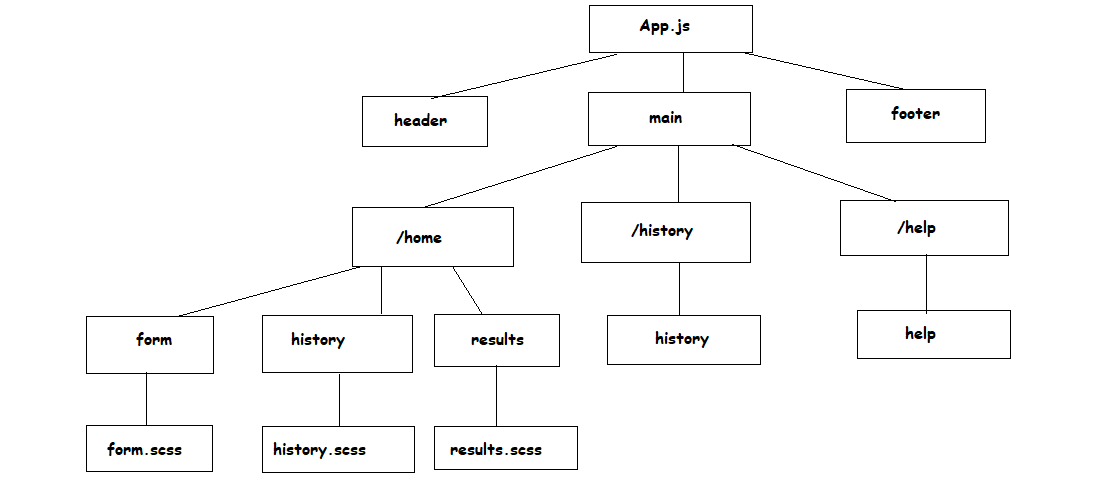 App.js
header
main
footer
/home
/history
/help
form
history
results
history
help
form.scss
history.scss
results.scss